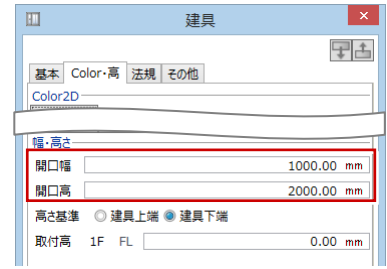 建具
基本 Color・高 法規 その他
Color2D
幅・高さ
開口幅 1000.00 mm
開口高 2000.00 mm
高さ基準 建具上端 建具下端
取付高 1F FL 0.00 mm